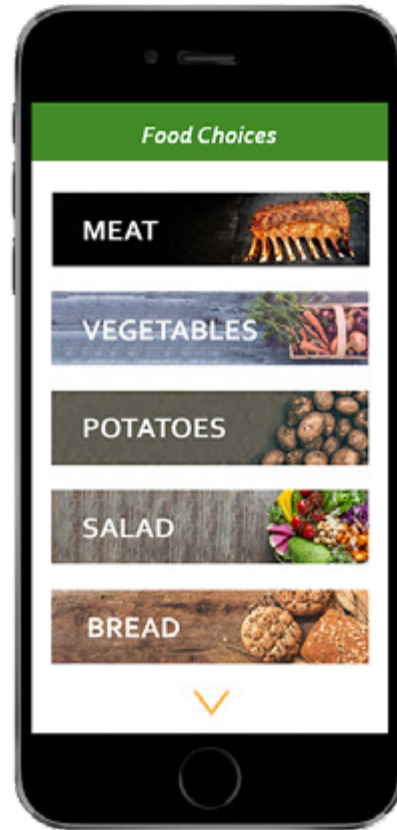 Food Choices
MEAT
VEGETABLES
POTATOES
SALAD
BREAD